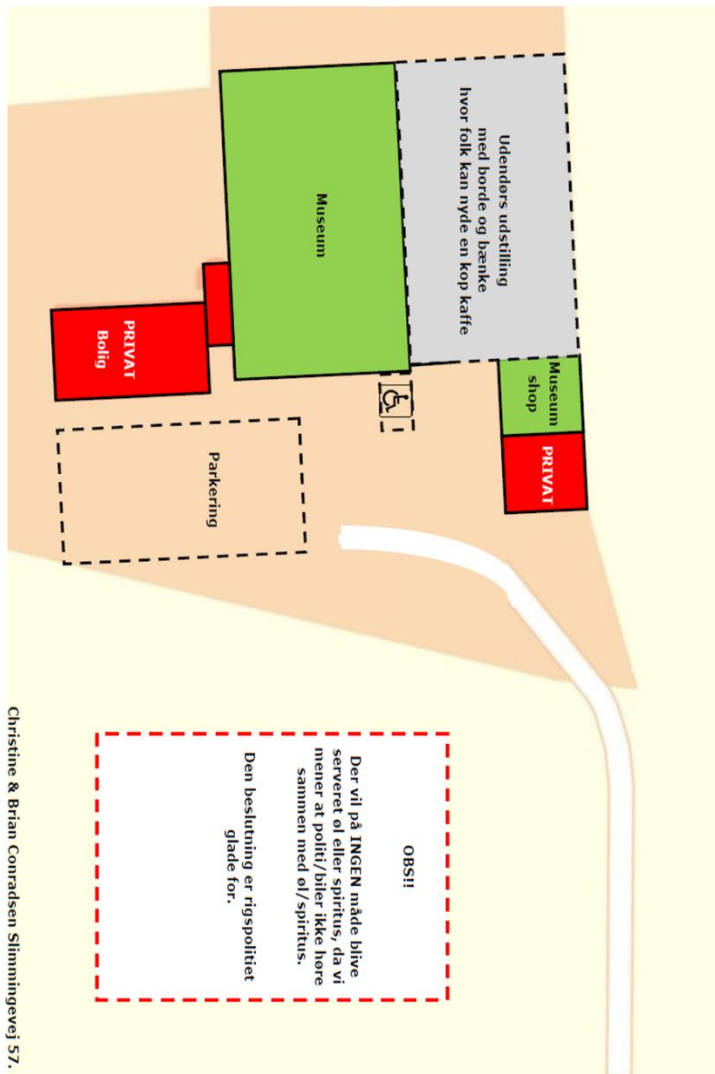 Udendørs udstilling
med borde og bænke
hvor folk kan nyde en kop kaffe
Museum
Museum
shop
PRIVAT
PRIVAT
Bolig
Parkering
OBS!!
Der vil på INGEN måde blive
serveret øl eller spiritus, da vi
mener at politi/biler ikke høre
sammen med øl/spiritus.
Den beslutning er rigspolitiet
glade for.
Christine & Brian Conradsen Slimmingevej 57.